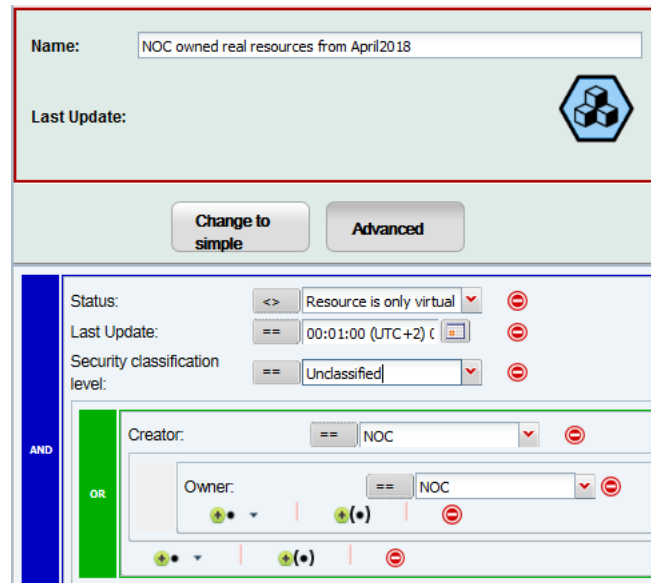 Name: NOC owned real resources from April2018
Last Update:
Change to
simple
Advanced
Status: <> Resource is only virtual
Last Update: == 00:01:00 (UTC+2) (
Security classification
level: == Unclassified
AND
Creator: == NOC
OR
Owner: == NOC